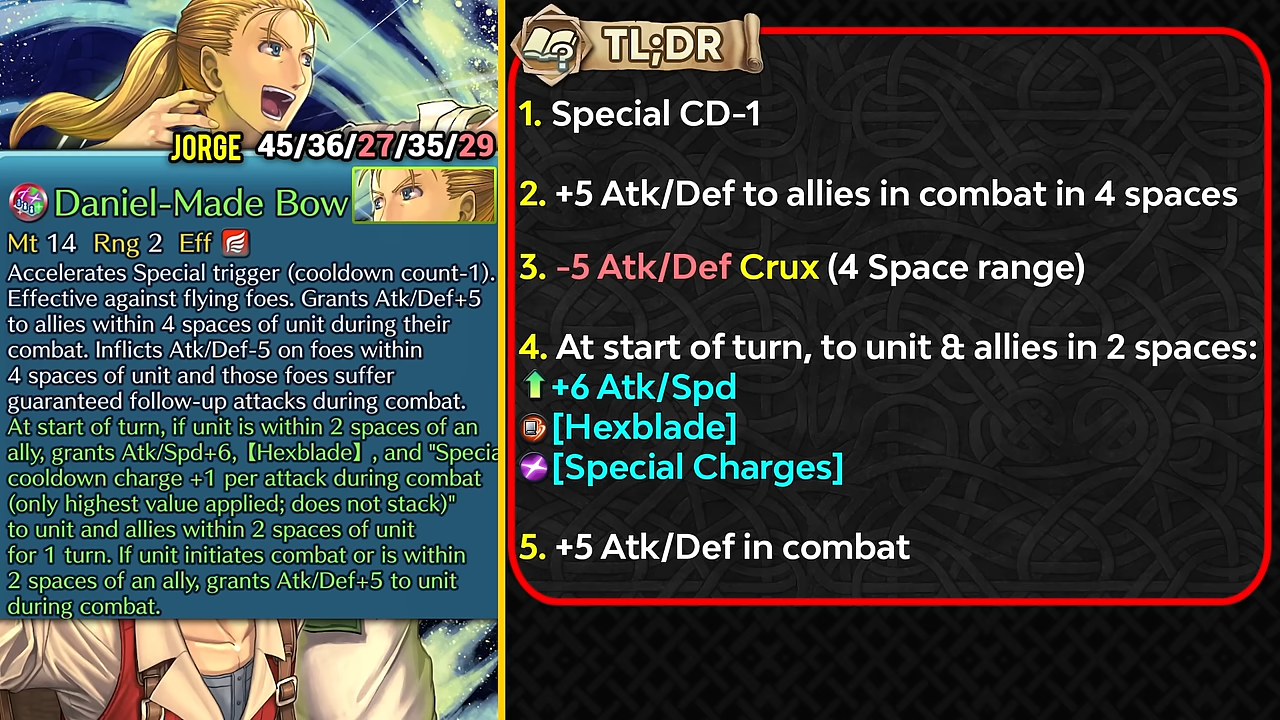 JORGE 45/36/27/35/29
Daniel-Made Bow
Mt 14 Rng 2 Eff
Accelerates Special trigger (cooldown count-1).
Effective against flying foes. Grants Atk/Def+5
to allies within 4 spaces of unit during their
combat. Inflicts Atk/Def-5 on foes within
4 spaces of unit and those foes suffer
guaranteed follow-up attacks during combat.
At start of turn, if unit is within 2 spaces of an
ally, grants Atk/Spd+6,【Hexblade】, and "Specia
cooldown charge +1 per attack during combat
(only highest value applied; does not stack)"
to unit and allies within 2 spaces of unit
for 1 turn. If unit initiates combat or is within
2 spaces of an ally, grants Atk/Def+5 to unit
during combat.
TL;DR
1. Special CD-1
2. +5 Atk/Def to allies in combat in 4 spaces
3. -5 Atk/Def Crux (4 Space range)
4. At start of turn, to unit & allies in 2 spaces:
+6 Atk/Spd
[Hexblade]
[Special Charges]
5. +5 Atk/Def in combat